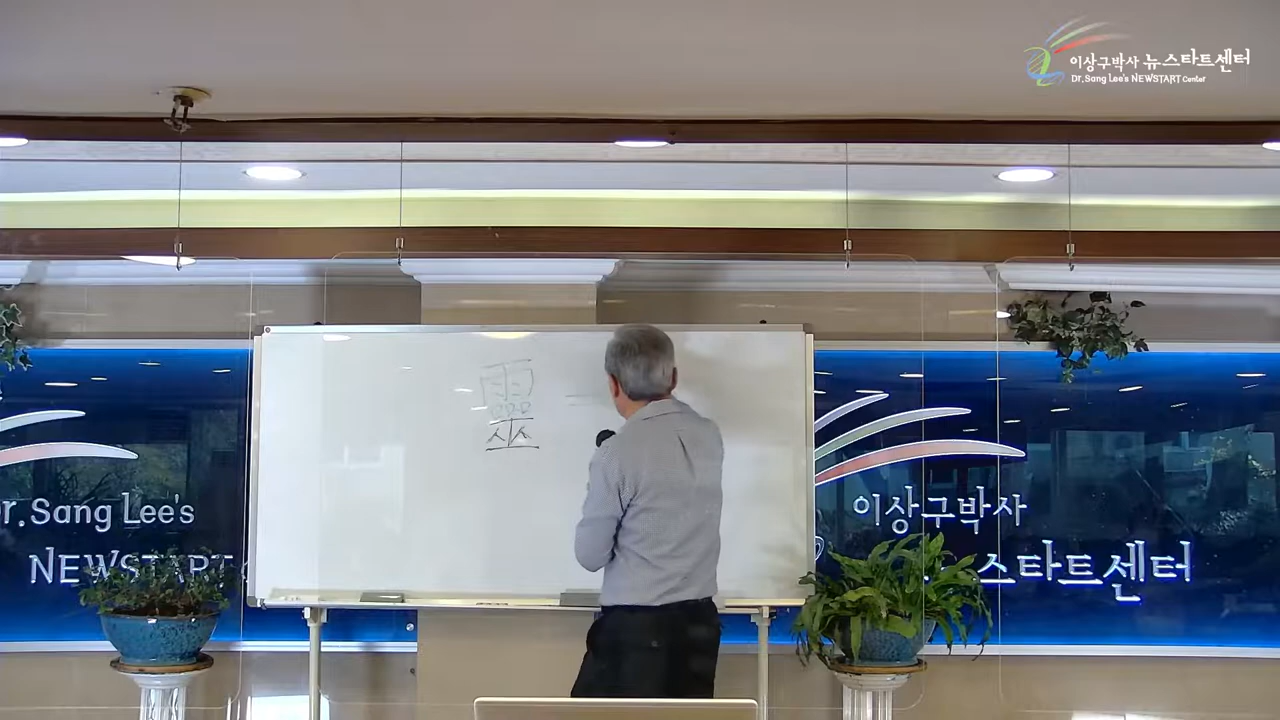 이상구박사 뉴스타트센터
Dr. Sang Lee's NEWSTART Center
靈
r. Sang Lee's
NEWSTART
이상구박사
스타트센터